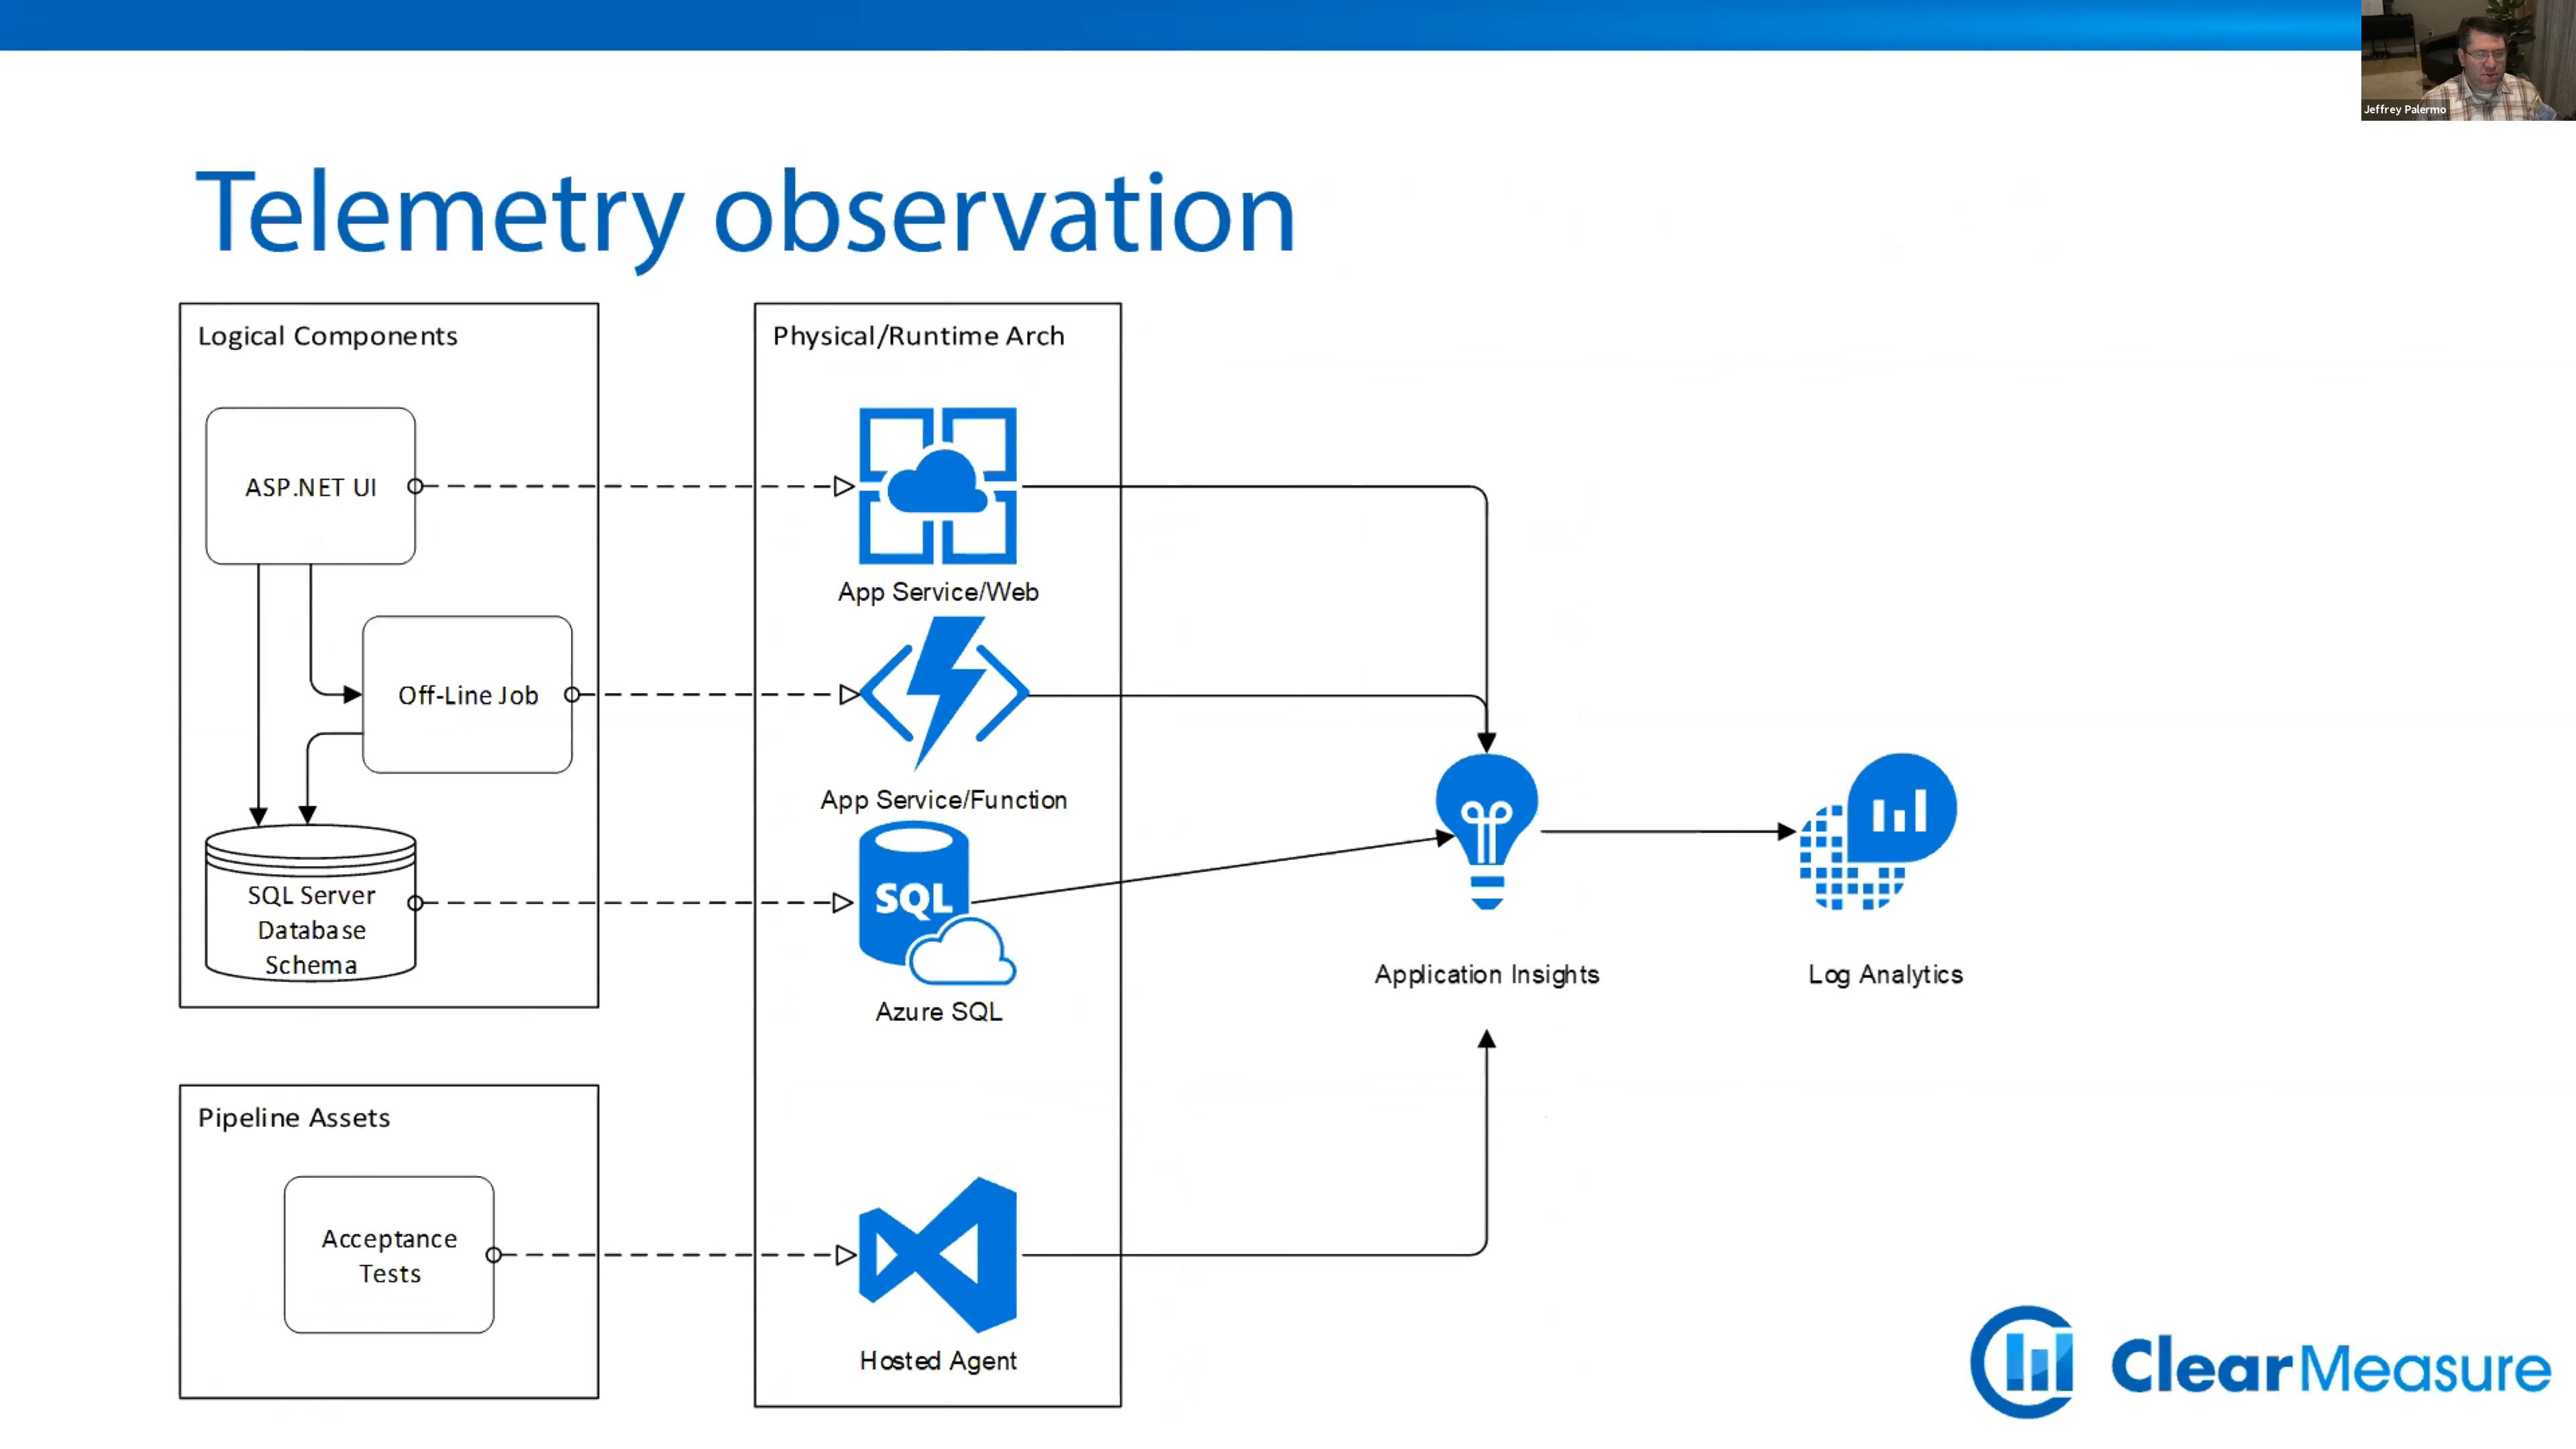 Jeffrey Palermo
Telemetry observation
Logical Components
Physical/Runtime Arch
ASP.NET UI
App Service/Web
Off-Line Job
App Service/Function
SQL Server
Database
Schema
SQL
Azure SQL
Application Insights
Log Analytics
Pipeline Assets
Acceptance
Tests
Hosted Agent
ClearMeasure